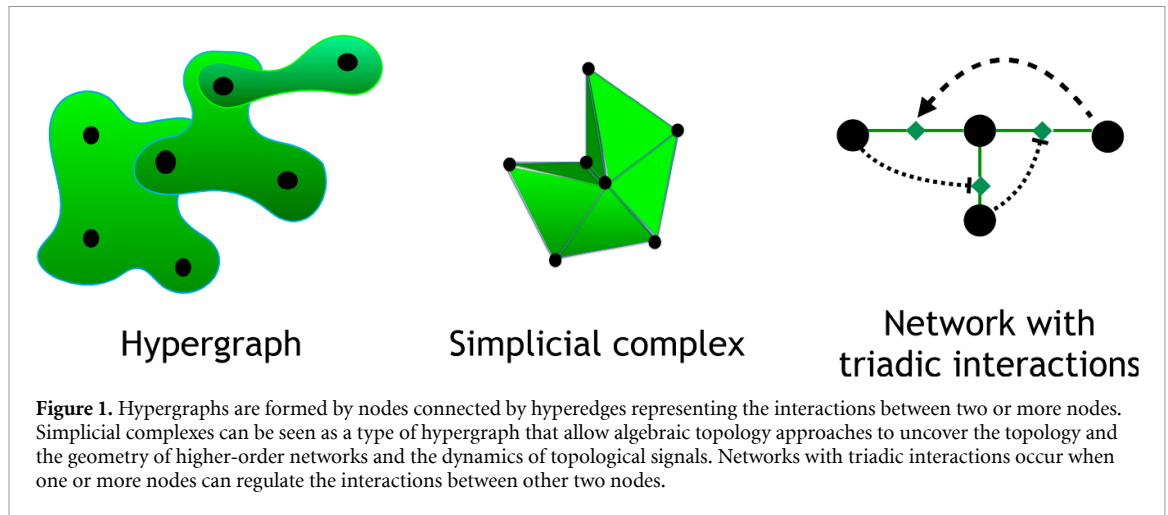 Hypergraph
Simplicial complex
Network with
triadic interactions
Figure 1. Hypergraphs are formed by nodes connected by hyperedges representing the interactions between two or more nodes.
Simplicial complexes can be seen as a type of hypergraph that allow algebraic topology approaches to uncover the topology and
the geometry of higher-order networks and the dynamics of topological signals. Networks with triadic interactions occur when
one or more nodes can regulate the interactions between other two nodes.